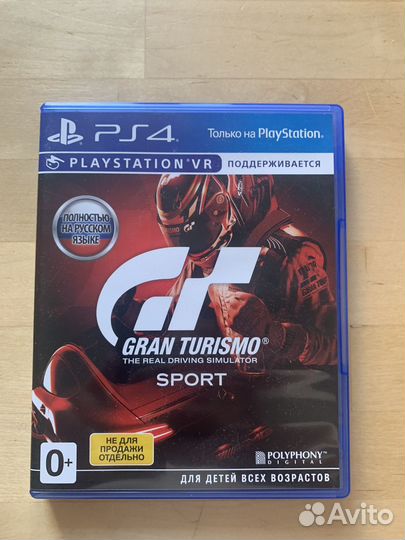 PS4
Только на PlayStation®
PLAYSTATION®VR ПОДДЕРЖИВАЕТСЯ
ПОЛНОСТЬЮ
НА РУССКОМ
ЯЗЫКЕ
GT
GRAN TURISMO®
THE REAL DRIVING SIMULATOR
SPORT
НЕ ДЛЯ
ПРОДАЖИ
ОТДЕЛЬНО
0+
POLYPHONY
DIGITAL
ДЛЯ ДЕТЕЙ ВСЕХ ВОЗРАСТОВ
Avito